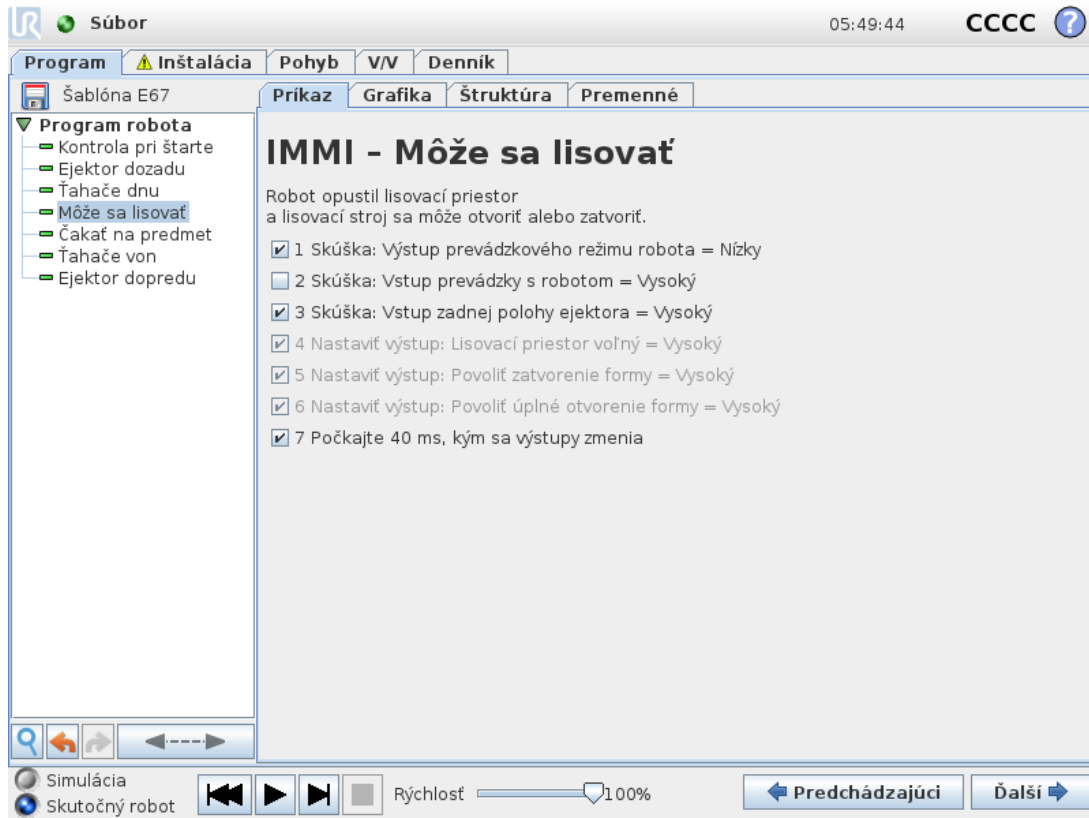 UR Súbor 05:49:44 CCCC ?
Program Inštalácia Pohyb V/V Denník
Šablóna E67 Príkaz Grafika Štruktúra Premenné
Program robota
Kontrola pri štarte
Ejektor dozadu
Ťahače dnu
Môže sa lisovať
Čakať na predmet
Ťahače von
Ejektor dopredu
IMMI – Môže sa lisovať
Robot opustil lisovací priestor
a lisovací stroj sa môže otvoriť alebo zatvoriť.
1 Skúška: Výstup prevádzkového režimu robota = Nízky
2 Skúška: Vstup prevádzky s robotom = Vysoký
3 Skúška: Vstup zadnej polohy ejektora = Vysoký
4 Nastaviť výstup: Lisovací priestor voľný = Vysoký
5 Nastaviť výstup: Povoliť zatvorenie formy = Vysoký
6 Nastaviť výstup: Povoliť úplné otvorenie formy = Vysoký
7 Počkajte 40 ms, kým sa výstupy zmenia
Simulácia
Skutočný robot
Rýchlosť 100%
Predchádzajúci Ďalší